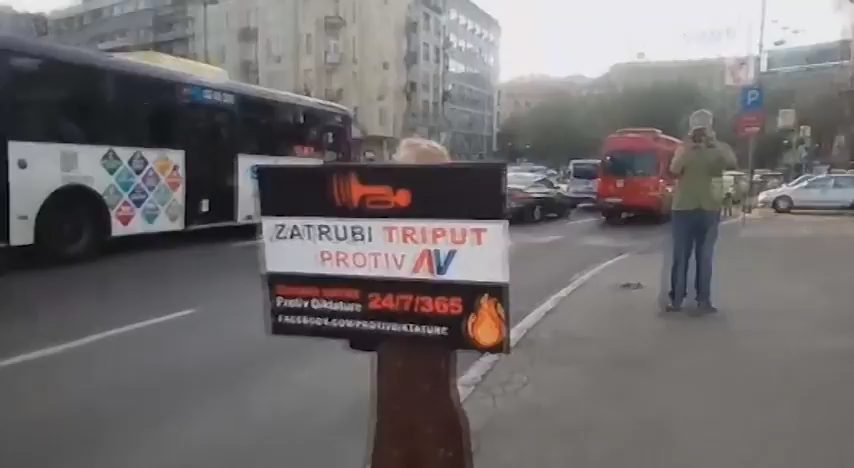 ZATRUBI TRIPUT
PROTIV AV
Protiv Diktature 24/7/365
FACEBOOK.COM/PROTIVDIKTATURE
P